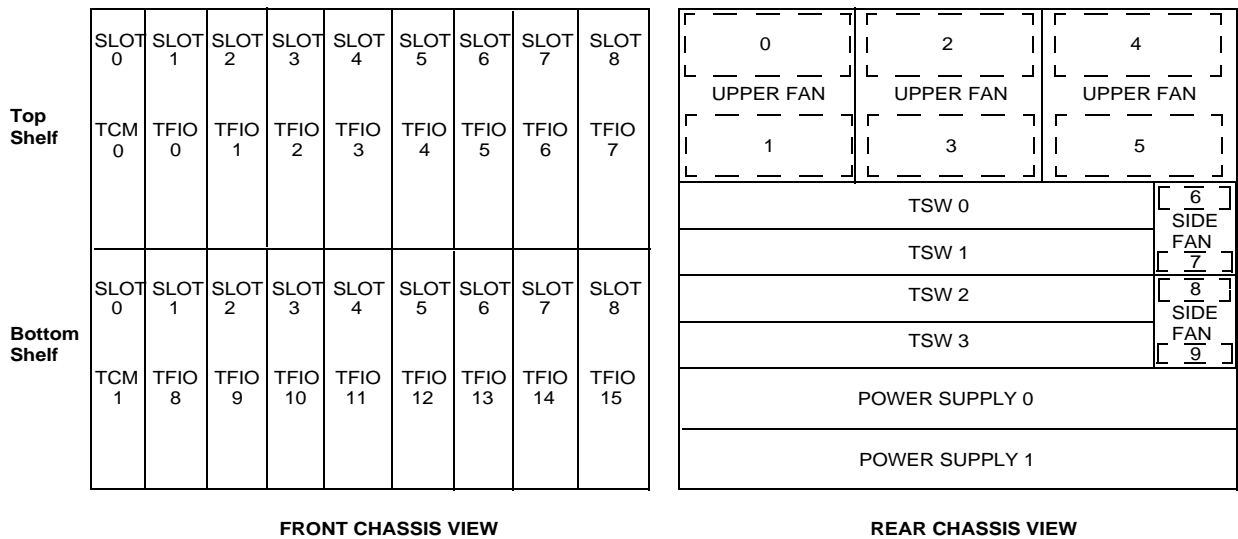 SLOT SLOT SLOT SLOT SLOT SLOT SLOT SLOT SLOT
0 1 2 3 4 5 6 7 8
Top
Shelf
TCM TFIO TFIO TFIO TFIO TFIO TFIO TFIO TFIO
0 0 1 2 3 4 5 6 7
SLOT SLOT SLOT SLOT SLOT SLOT SLOT SLOT SLOT
0 1 2 3 4 5 6 7 8
Bottom
Shelf
TCM TFIO TFIO TFIO TFIO TFIO TFIO TFIO TFIO
1 8 9 10 11 12 13 14 15
FRONT CHASSIS VIEW
0 2 4
UPPER FAN UPPER FAN UPPER FAN
1 3 5
TSW 0
TSW 1
6
SIDE
FAN
7
TSW 2
TSW 3
8
SIDE
FAN
9
POWER SUPPLY 0
POWER SUPPLY 1
REAR CHASSIS VIEW